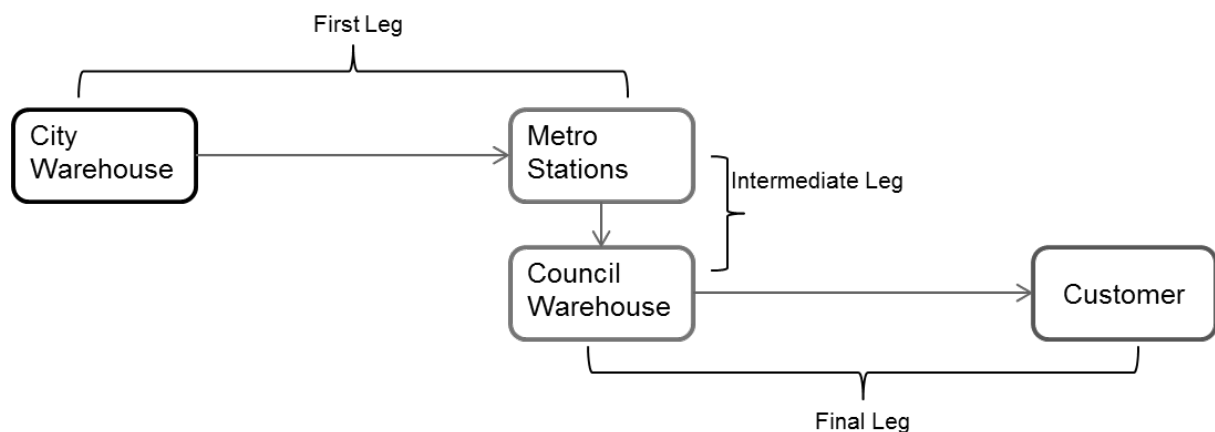 First Leg
City
Warehouse
Metro
Stations
Intermediate Leg
Council
Warehouse
Customer
Final Leg